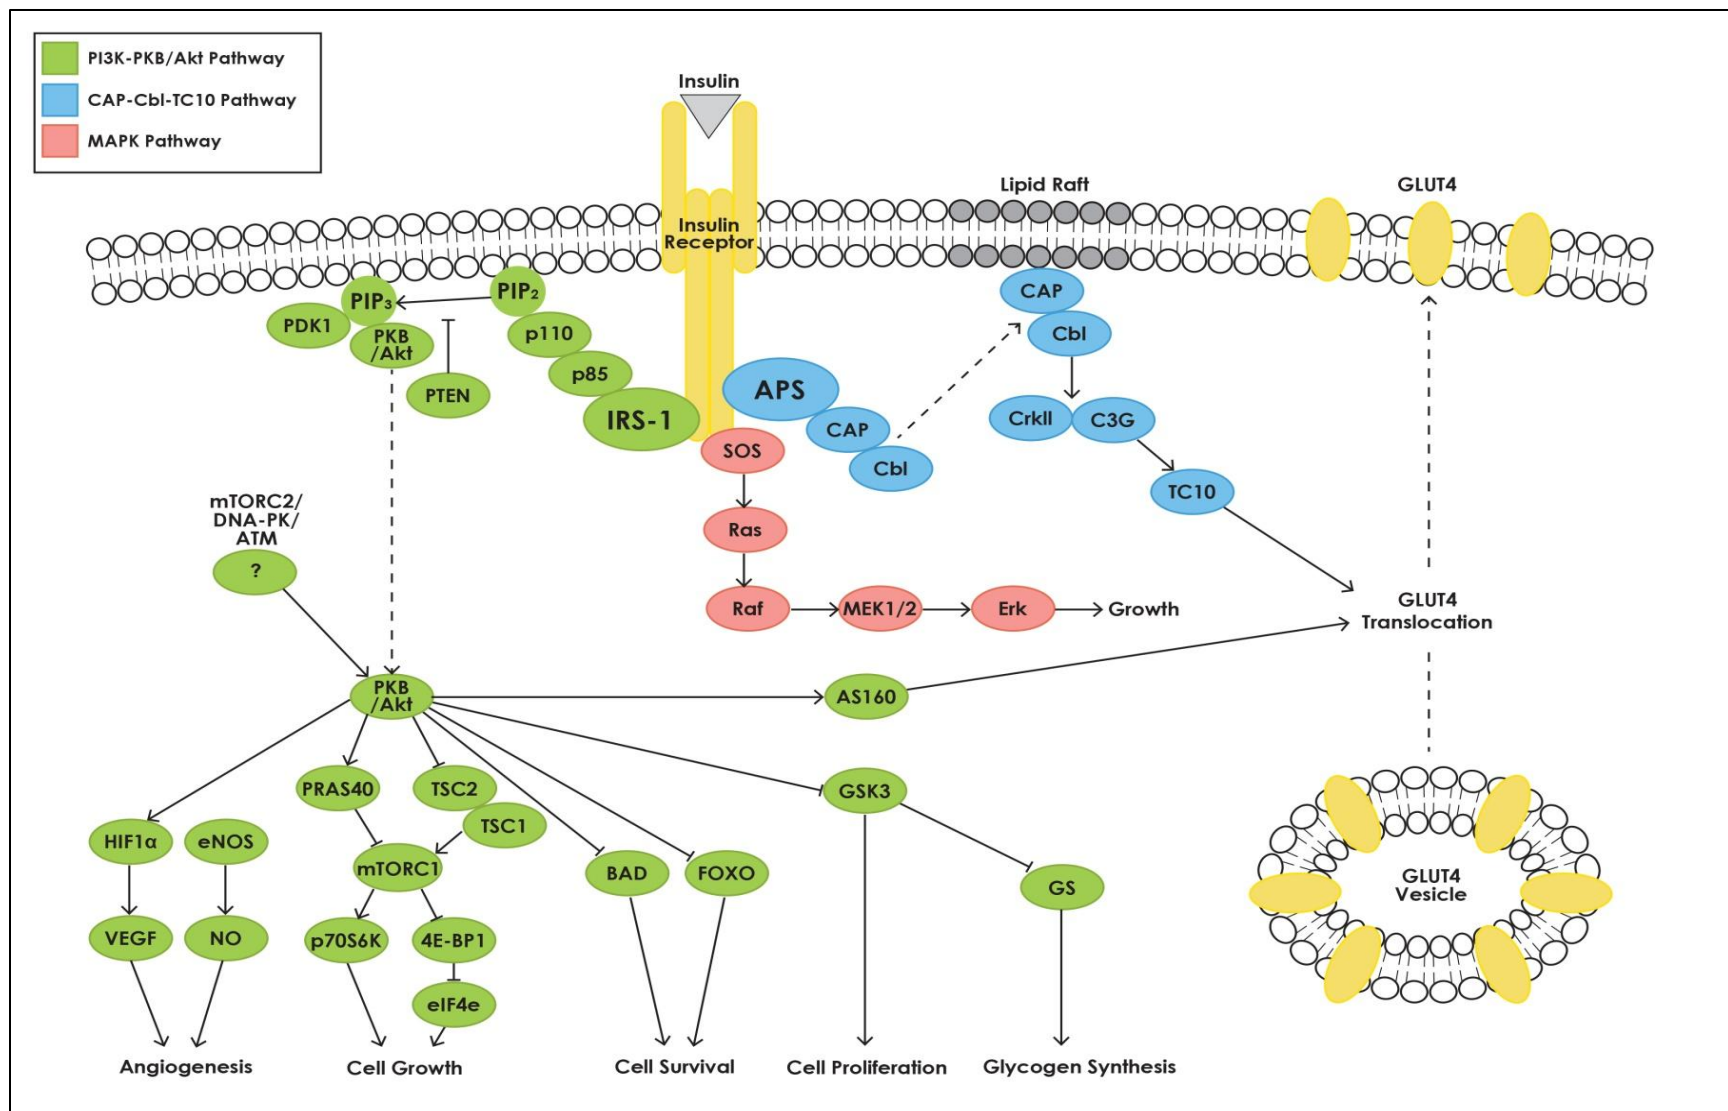 PI3K-PKB/Akt Pathway
CAP-Cbl-TC10 Pathway
MAPK Pathway
Insulin
Lipid Raft
GLUT4
Insulin
Receptor
PIP₃
PIP₂
CAP
PDK1
PKB
/Akt
p110
Cbl
p85
PTEN
APS
IRS-1
CAP
CrkII
C3G
SOS
Cbl
TC10
mTORC2/
DNA-PK/
ATM
?
Ras
Raf
MEK1/2
Erk
Growth
GLUT4
Translocation
PKB
/Akt
AS160
PRAS40
TSC2
GSK3
TSC1
HIF1α
eNOS
mTORC1
BAD
FOXO
GS
GLUT4
Vesicle
VEGF
NO
p70S6K
4E-BP1
eIF4e
Angiogenesis
Cell Growth
Cell Survival
Cell Proliferation
Glycogen Synthesis